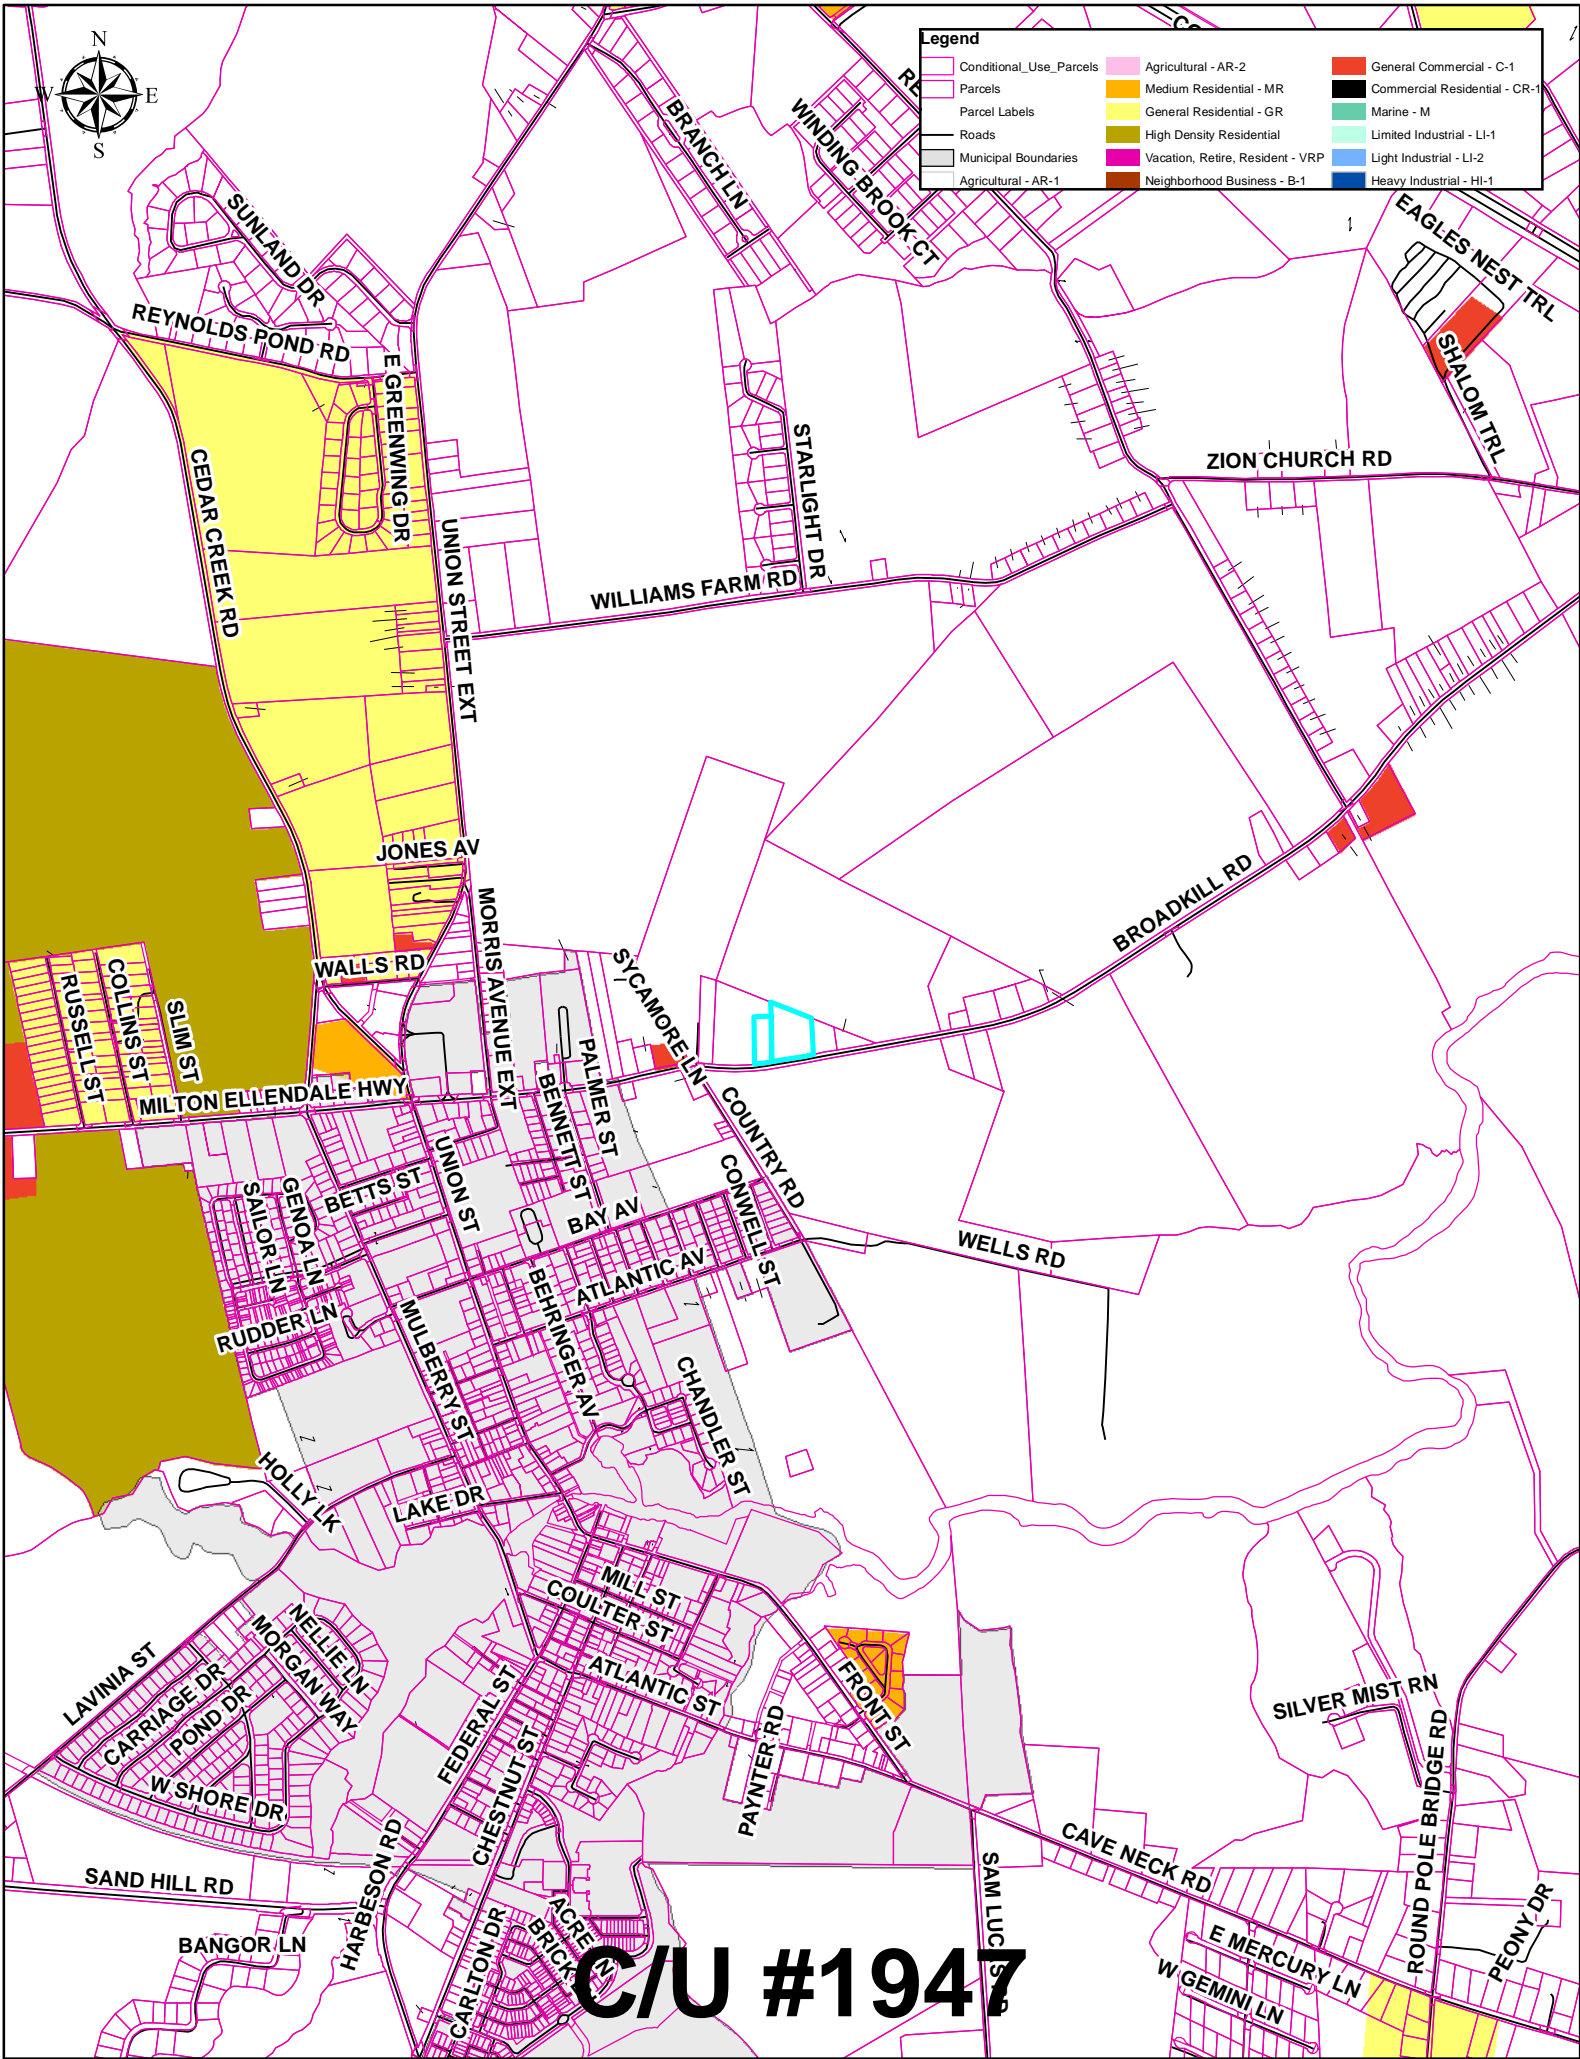 N
W
E
S
Legend
Conditional_Use_Parcels
Parcels
Parcel Labels
Roads
Municipal Boundaries
Agricultural - AR-1
Agricultural - AR-2
Medium Residential - MR
General Residential - GR
High Density Residential
Vacation, Retire, Resident - VRP
Neighborhood Business - B-1
General Commercial - C-1
Commercial Residential - CR-1
Marine - M
Limited Industrial - LI-1
Light Industrial - LI-2
Heavy Industrial - HI-1
BRANCH LN
WINDING BROOK CT
EAGLES NEST TRL
SHALOM TRL
SUNLAND DR
REYNOLDS POND RD
E GREENWING DR
CEDAR CREEK RD
STARLIGHT DR
ZION CHURCH RD
UNION STREET EXT
WILLIAMS FARM RD
JONES AV
MORRIS AVENUE EXT
BROADKILL RD
WALLS RD
SYCAMORE LN
RUSSELL ST
COLLINS ST
SLIM ST
MILTON ELLENDALE HWY
PALMER ST
BENNETT ST
COUNTRY RD
CONWELL ST
UNION ST
BETTS ST
GENOA LN
SAILOR LN
BAY AV
ATLANTIC AV
WELLS RD
BEHRINGER AV
RUDDER LN
MULBERRY ST
CHANDLER ST
HOLLY LK
LAKE DR
MILL ST
COULTER ST
NELLIE LN
MORGAN WAY
LAVINIA ST
CARRIAGE DR
POND DR
W SHORE DR
ATLANTIC ST
FRONT ST
FEDERAL ST
CHESTNUT ST
PAYNTER RD
SILVER MIST RN
ROUND POLE BRIDGE RD
CAVE NECK RD
SAND HILL RD
HARBESON RD
BANGOR LN
CARLTON DR
ACRE LN
BRICK
SAM LUCAS RD
E MERCURY LN
W GEMINI LN
PEONY DR
C/U #1947